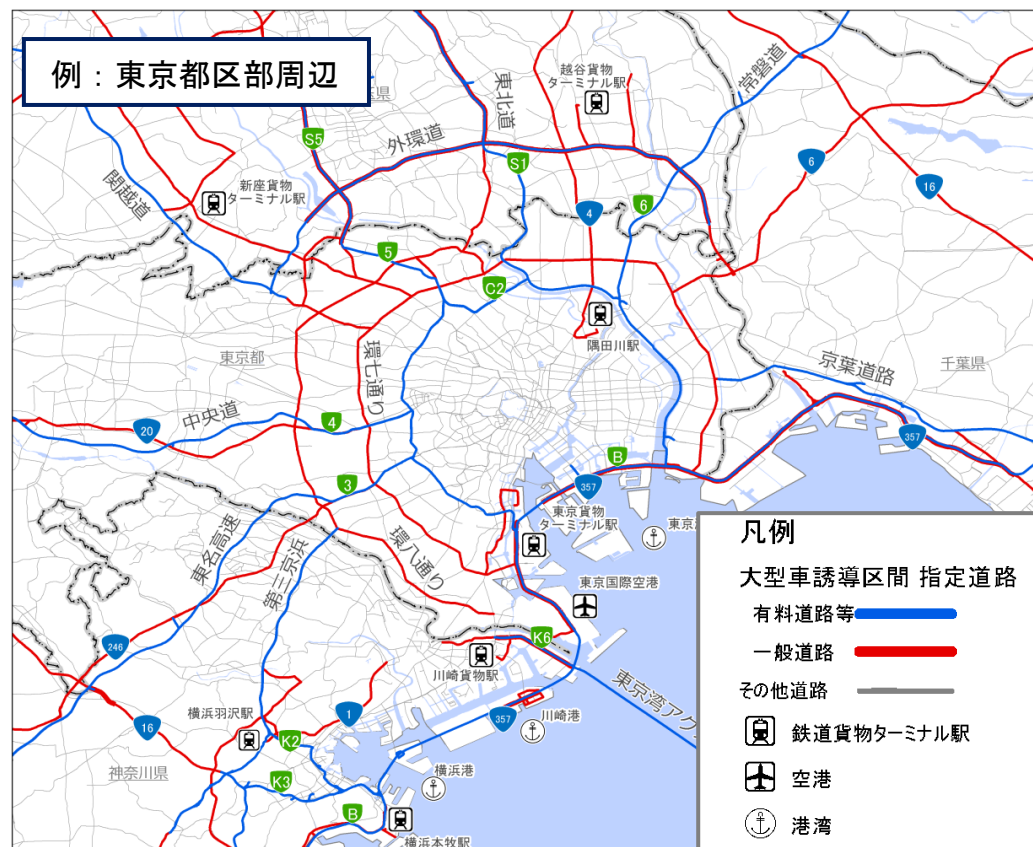 例：東京都区部周辺
県
越谷貨物
ターミナル駅
常磐道
東北道
外環道
S5
S1
6
16
新座貨物
ターミナル駅
関越道
4
6
5
C2
隅田川駅
東京都
環七通り
京葉道路
千葉県
中央道
20
4
357
B
3
357
東京貨物
ターミナル駅
東京
東名高速
第三京浜
環八通り
東京国際空港
246
K6
川崎貨物駅
東京湾アク
横浜羽沢駅
1
357
川崎港
16
K2
神奈川県
K3
横浜港
B
横浜本牧駅
凡例
大型車誘導区間 指定道路
有料道路等
一般道路
その他道路
鉄道貨物ターミナル駅
空港
港湾